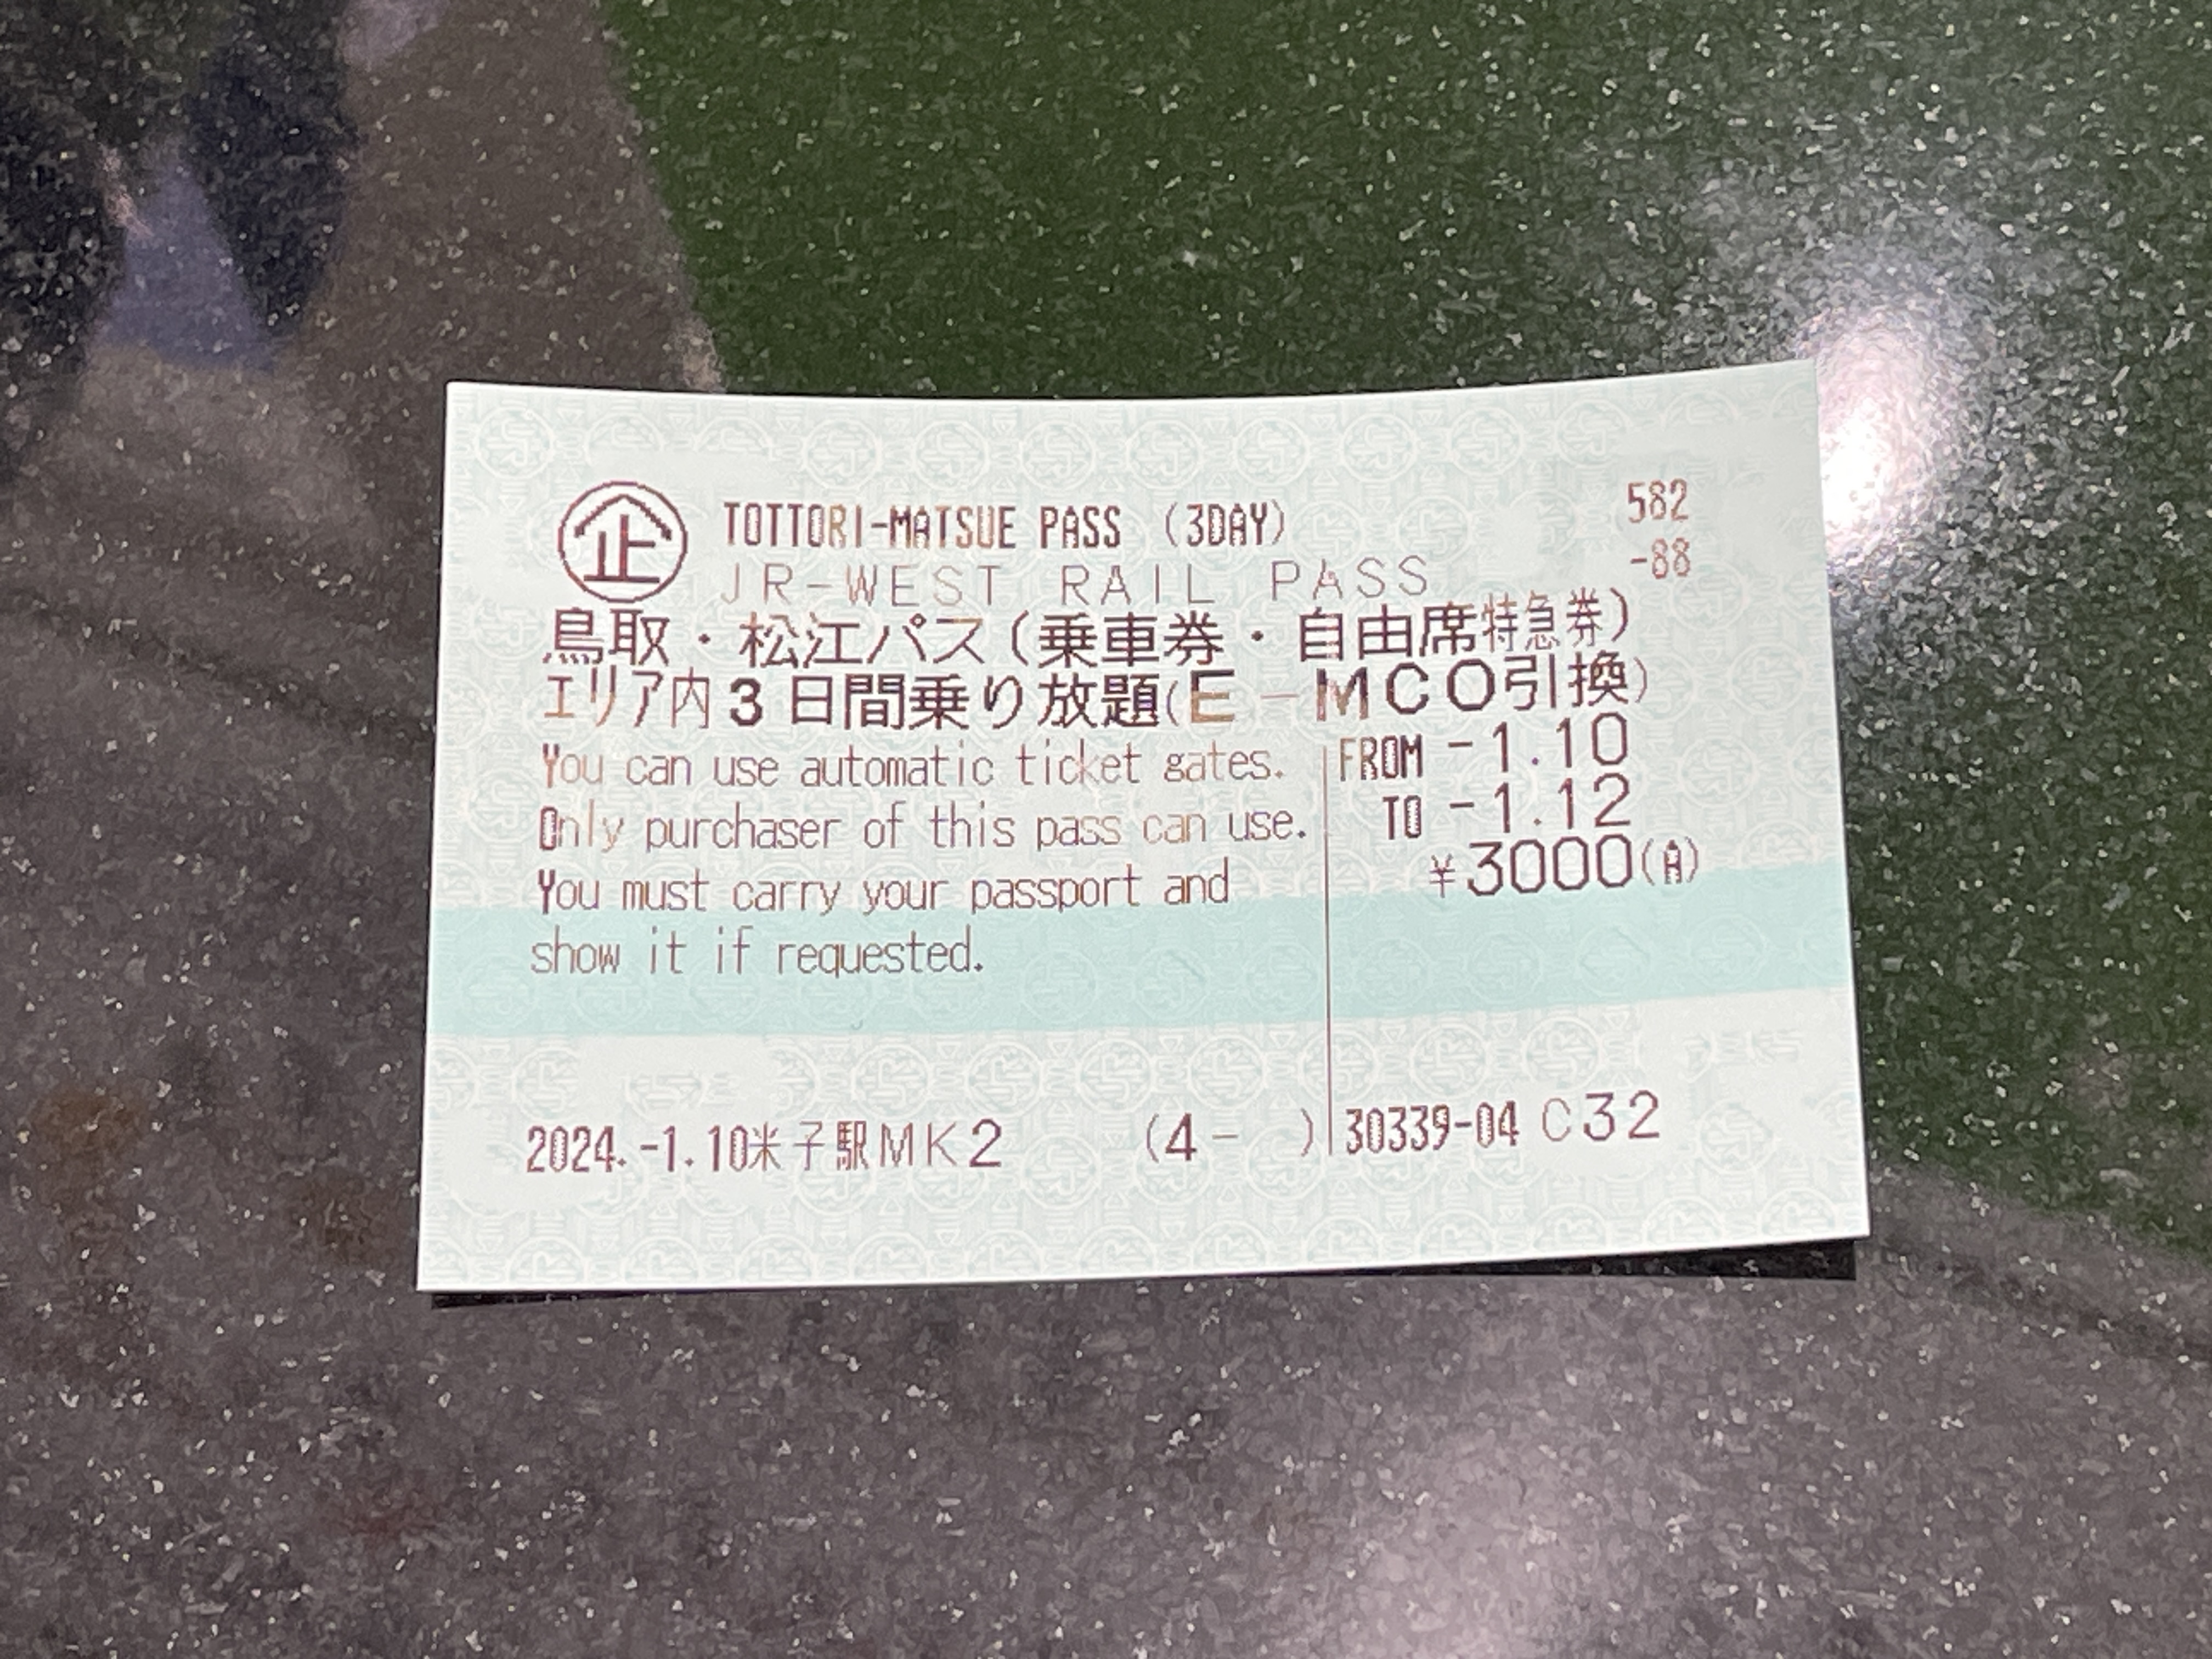 企 TOTTORI-MATSUE PASS (3DAY) 582
JR-WEST RAIL PASS -88
鳥取・松江パス(乗車券・自由席特急券)
エリア内3日間乗り放題(E-MCO引換)
You can use automatic ticket gates. FROM -1.10
Only purchaser of this pass can use. TO -1.12
You must carry your passport and ¥3000(A)
show it if requested.
2024.-1.10米子駅MK2 (4- ) 30339-04 C32